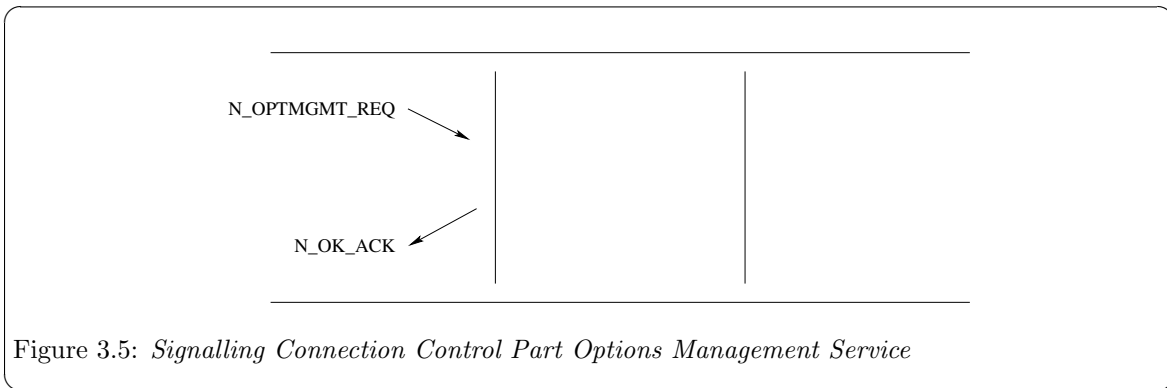 N_OPTMGMT_REQ
N_OK_ACK
Figure 3.5: Signalling Connection Control Part Options Management Service